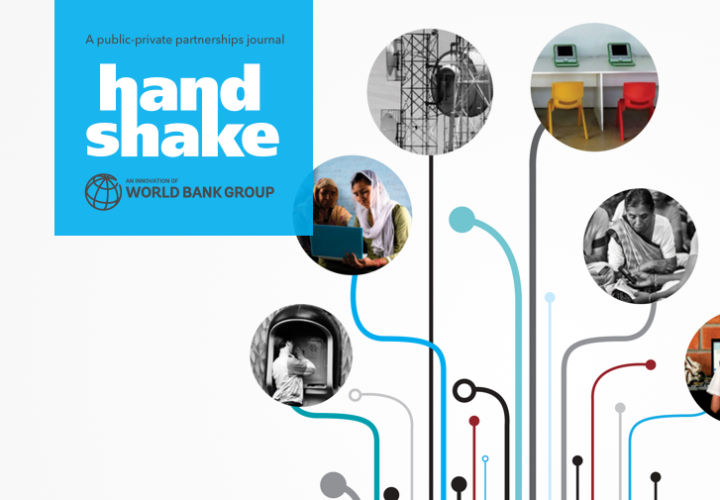 A public-private partnerships journal
hand
shake
AN INNOVATION OF
WORLD BANK GROUP